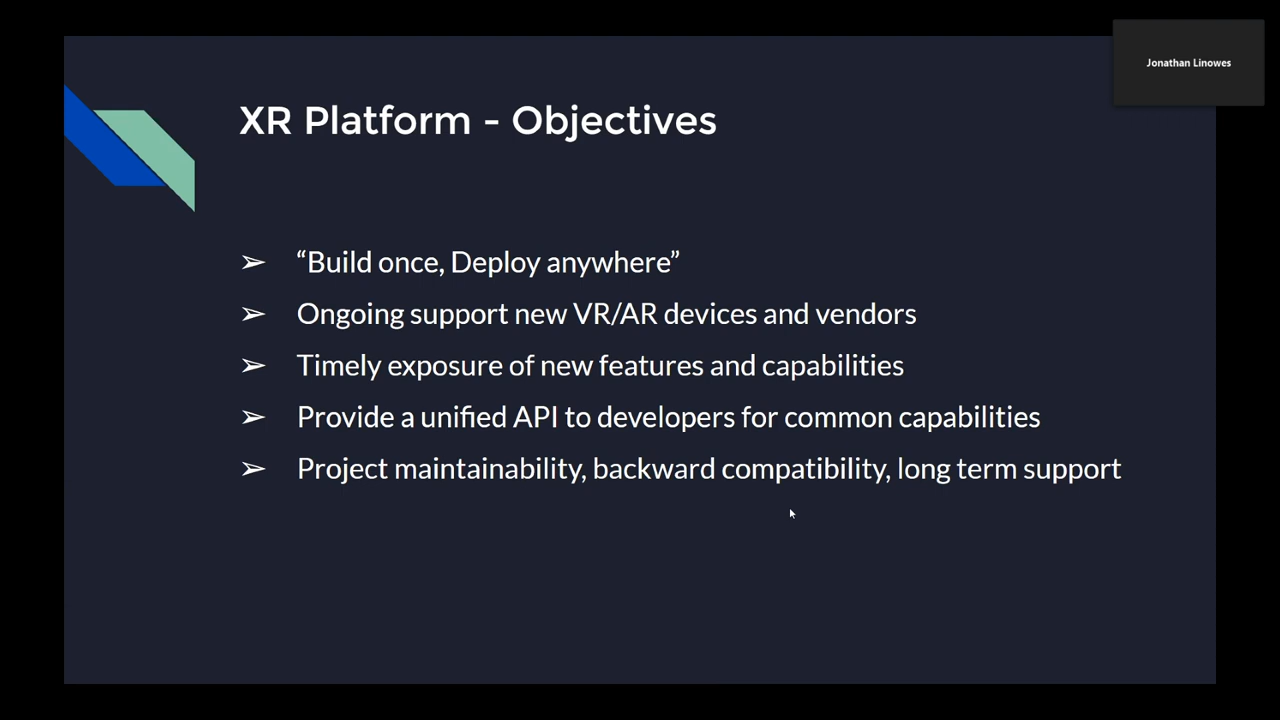 Jonathan Linowes
XR Platform - Objectives
➢ “Build once, Deploy anywhere”
➢ Ongoing support new VR/AR devices and vendors
➢ Timely exposure of new features and capabilities
➢ Provide a unified API to developers for common capabilities
➢ Project maintainability, backward compatibility, long term support